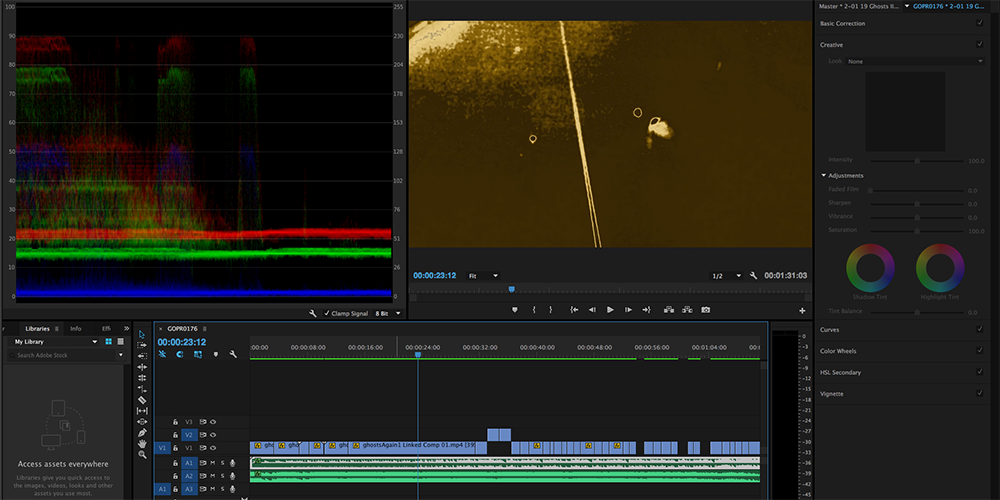 100
90
80
70
60
50
40
30
20
10
0
255
230
204
178
153
128
102
76
51
Clamp Signal
8 Bit
00:00:23:12
Fit
1/2
00:01:31:03
Master * 2-01 19 Ghosts II...
GOPR0176 * 2-01 19 G...
Basic Correction
Creative
Look
None
Intensity
100.0
Adjustments
Faded Film
0.0
Sharpen
0.0
Vibrance
0.0
Saturation
100.0
Shadow Tint
Highlight Tint
Tint Balance
0.0
Curves
Color Wheels
HSL Secondary
Vignette
Libraries
Info
Effi
My Library
Search Adobe Stock
Access assets everywhere
Libraries give you quick access to
the images, videos, looks and other
assets you use most.
× GOPR0176
00:00:23:12
:00:00
00:00:08:00
00:00:16:00
00:00:24:00
00:00:32:00
00:00:40:00
00:00:48:00
00:00:56:00
00:01:04:00
V3
V2
V1
V1
ghostsAgain1 Linked Comp 01.mp4 [39
A1
M
S
A2
M
S
A1
A3
M
S
0
-3
-6
-9
-12
-15
-18
-21
-24
-27
-30
-33
-36
-39
-42
-45